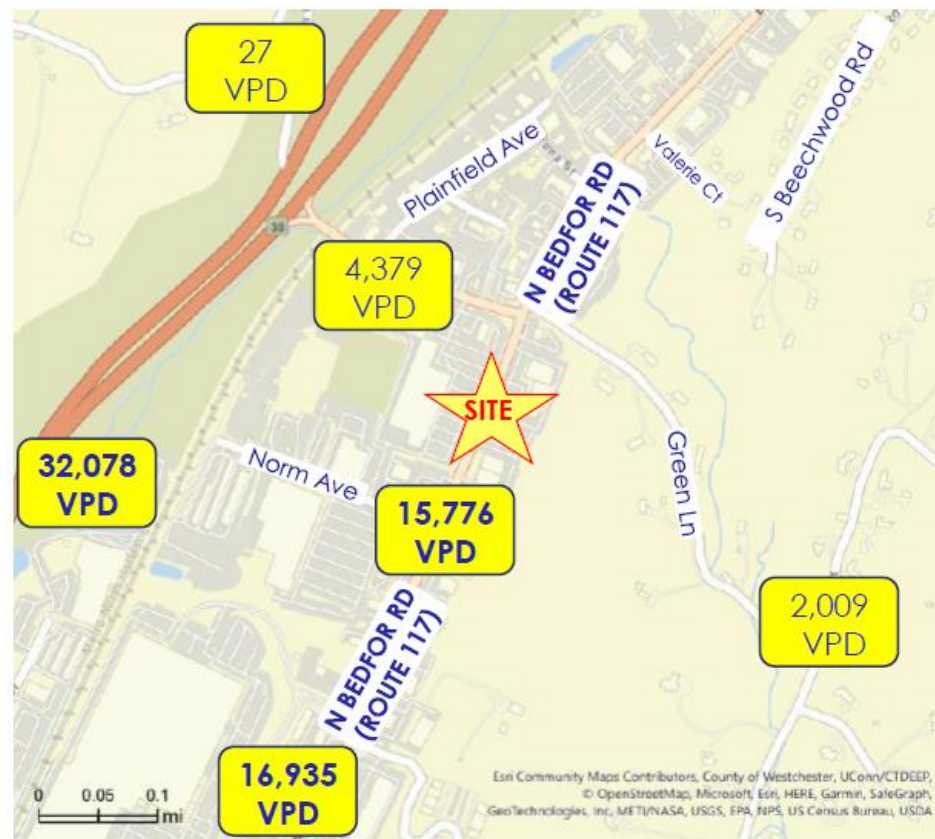 27
VPD
S Beechwood Rd
Plainfield Ave
Valerie Ct
N BEDFOR RD
(ROUTE 117)
4,379
VPD
SITE
Norm Ave
Green Ln
32,078
VPD
15,776
VPD
2,009
VPD
N BEDFOR RD
(ROUTE 117)
16,935
VPD
0 0.05 0.1
mi
Esri Community Maps Contributors, County of Westchester, UConn/CTDEEP,
© OpenStreetMap, Microsoft, Esri, HERE, Garmin, SafeGraph,
GeoTechnologies, Inc, METI/NASA, USGS, EPA, NPS, US Census Bureau, USDA